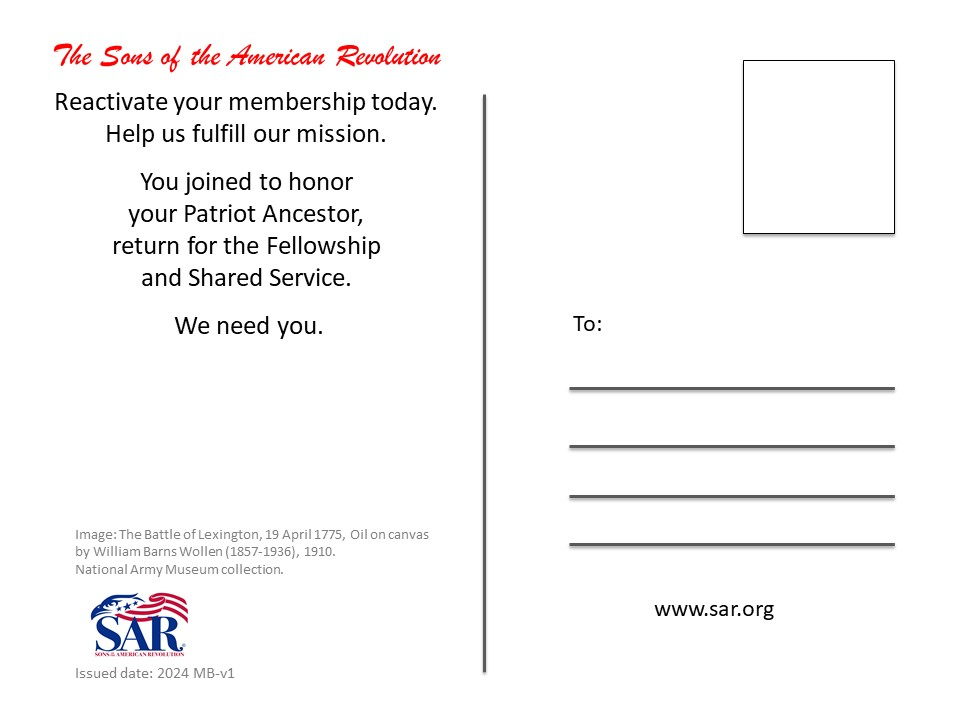 The Sons of the American Revolution
Reactivate your membership today.
Help us fulfill our mission.
You joined to honor
your Patriot Ancestor,
return for the Fellowship
and Shared Service.
We need you.
Image: The Battle of Lexington, 19 April 1775, Oil on canvas
by William Barns Wollen (1857-1936), 1910.
National Army Museum collection.
SAR®
SONS OF THE AMERICAN REVOLUTION
Issued date: 2024 MB-v1
To:
www.sar.org